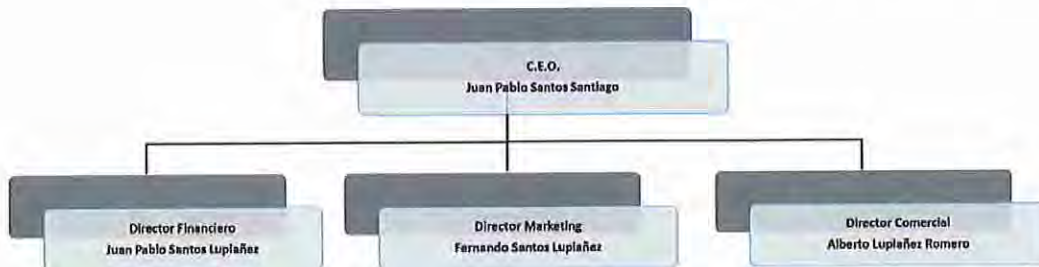 C.E.O.
Juan Pablo Santos Santiago
Director Financiero
Juan Pablo Santos Lupiañez
Director Marketing
Fernando Santos Lupiañez
Director Comercial
Alberto Lupiañez Romero